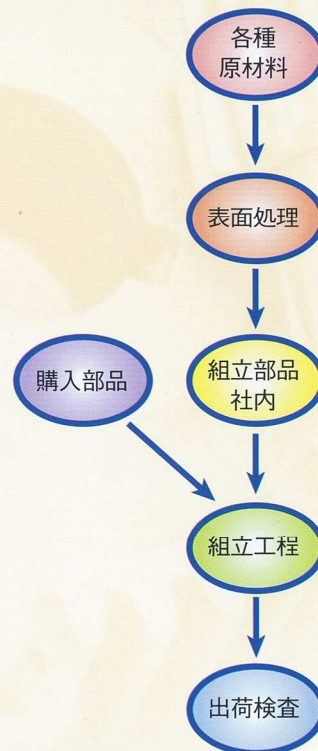 各種
原材料
表面処理
購入部品
組立部品
社内
組立工程
出荷検査